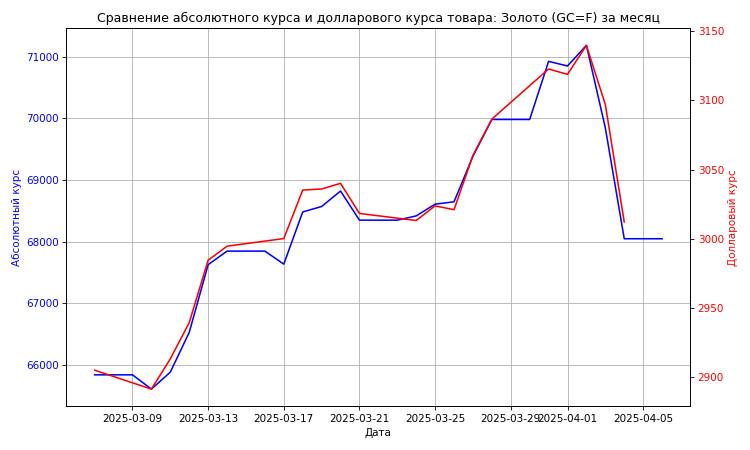 Сравнение абсолютного курса и долларового курса товара: Золото (GC=F) за месяц
Абсолютный курс
71000
70000
69000
68000
67000
66000
3150
3100
3050
3000
2950
2900
Долларовый курс
2025-03-09 2025-03-13 2025-03-17 2025-03-21 2025-03-25 2025-03-29 2025-04-01 2025-04-05
Дата